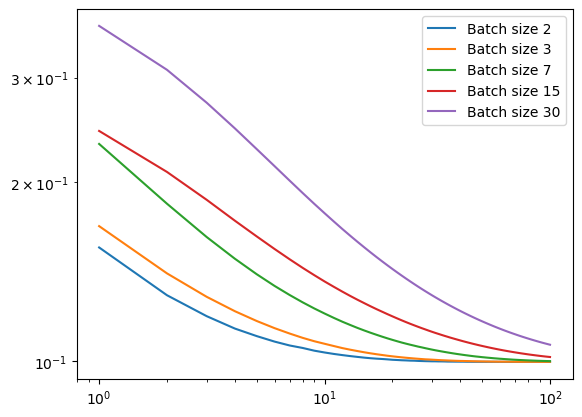 3 × 10⁻¹
2 × 10⁻¹
10⁻¹
10⁰
10¹
10²
Batch size 2
Batch size 3
Batch size 7
Batch size 15
Batch size 30